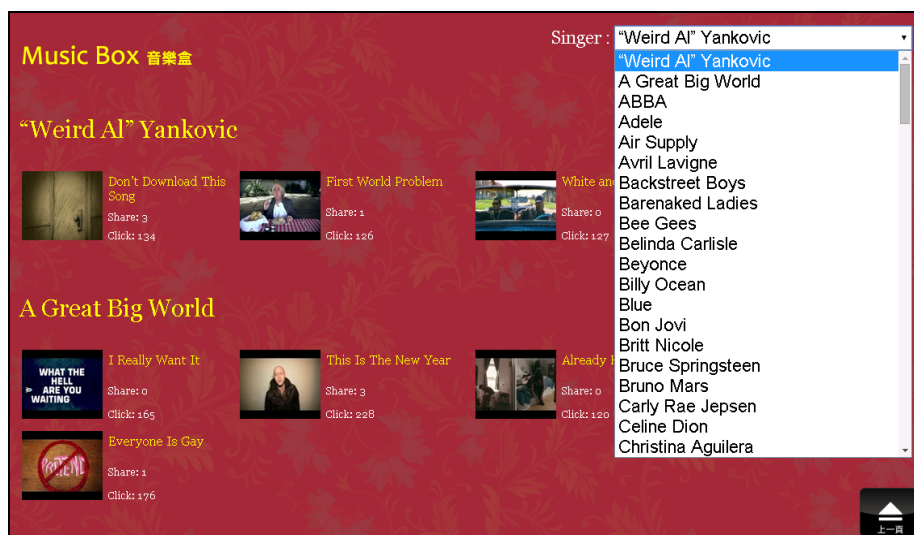 Music Box 音樂盒
Singer : “Weird Al” Yankovic
“Weird Al” Yankovic
A Great Big World
ABBA
Adele
Air Supply
Avril Lavigne
Backstreet Boys
Barenaked Ladies
Bee Gees
Belinda Carlisle
Beyonce
Billy Ocean
Blue
Bon Jovi
Britt Nicole
Bruce Springsteen
Bruno Mars
Carly Rae Jepsen
Celine Dion
Christina Aguilera
“Weird Al” Yankovic
Don't Download This
Song
Share: 3
Click: 134
First World Problem
Share: 1
Click: 126
White
Share: 0
Click: 127
A Great Big World
WHAT THE
HELL
ARE YOU
WAITING
I Really Want It
Share: 0
Click: 165
This Is The New Year
Share: 3
Click: 228
Already
Share: 0
Click: 120
PRETEND
Everyone Is Gay
Share: 1
Click: 176
上一頁